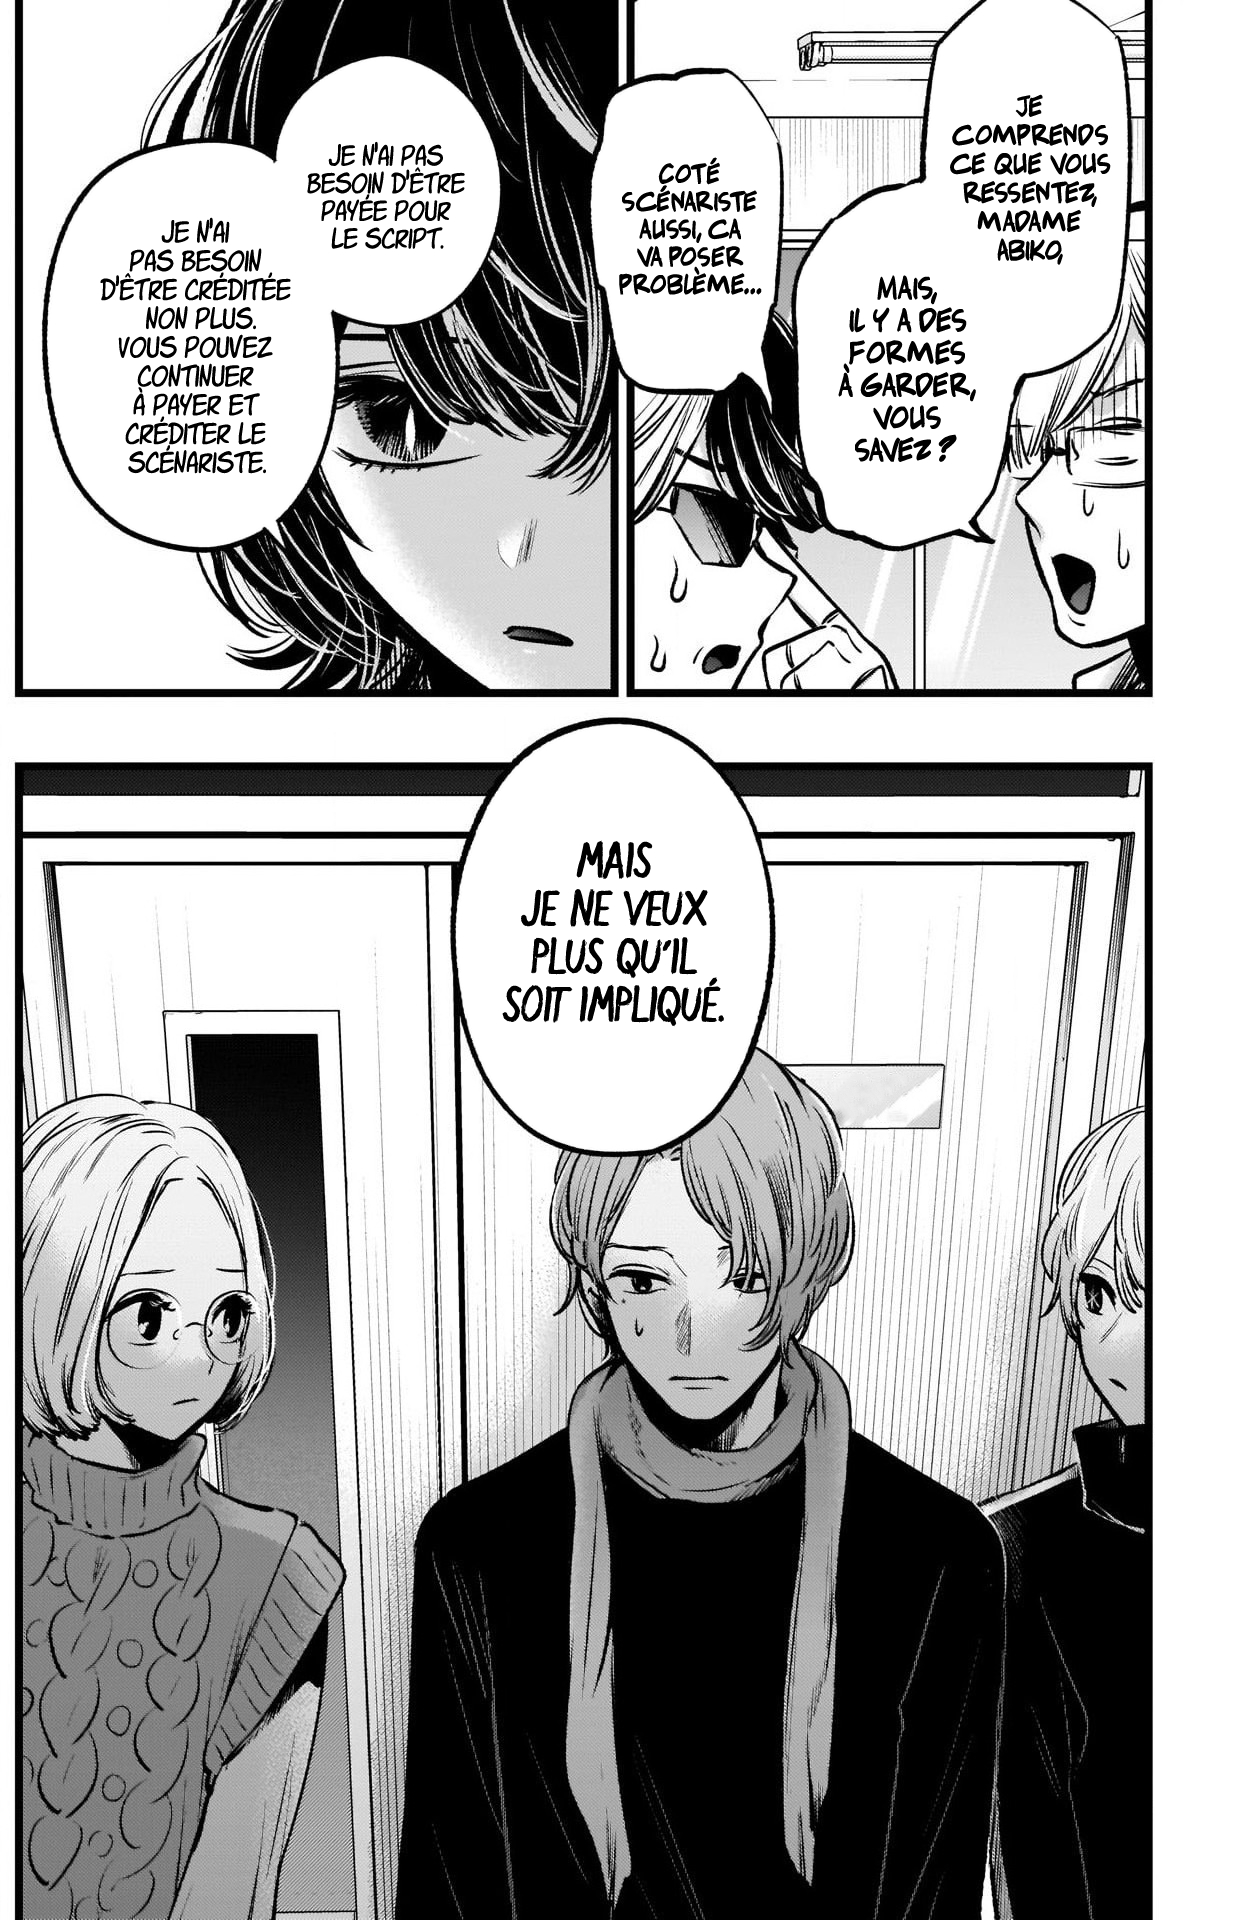 JE
COMPRENDS
CE QUE VOUS
RESSENTEZ,
MADAME
ABIKO,
MAIS,
IL Y A DES
FORMES
À GARDER,
VOUS
SAVEZ ?
COTÉ
SCÉNARISTE
AUSSI, CA
VA POSER
PROBLÈME...
JE N'AI PAS
BESOIN D'ÊTRE
PAYÉE POUR
LE SCRIPT.
JE N'AI
PAS BESOIN
D'ÊTRE CRÉDITÉE
NON PLUS.
VOUS POUVEZ
CONTINUER
À PAYER ET
CRÉDITER LE
SCÉNARISTE.
MAIS
JE NE VEUX
PLUS QU'IL
SOIT IMPLIQUÉ.